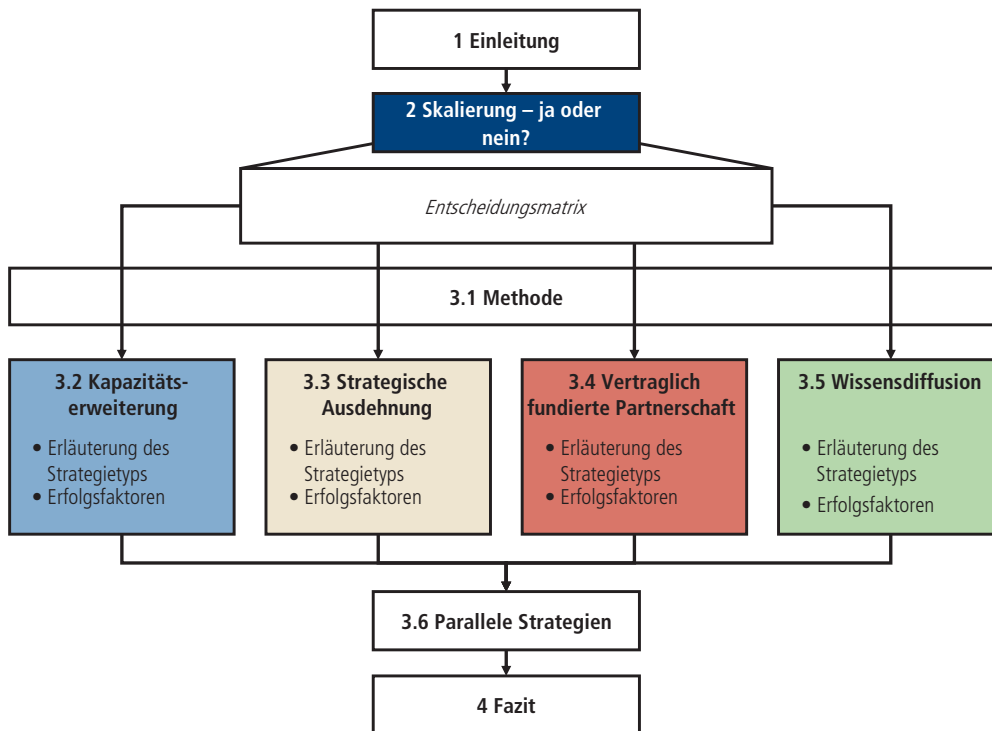 1 Einleitung
2 Skalierung – ja oder
nein?
Entscheidungsmatrix
3.1 Methode
3.2 Kapazitäts-
erweiterung
• Erläuterung des
Strategietyps
• Erfolgsfaktoren
3.3 Strategische
Ausdehnung
• Erläuterung des
Strategietyps
• Erfolgsfaktoren
3.4 Vertraglich
fundierte Partnerschaft
• Erläuterung des
Strategietyps
• Erfolgsfaktoren
3.5 Wissensdiffusion
• Erläuterung des
Strategietyps
• Erfolgsfaktoren
3.6 Parallele Strategien
4 Fazit